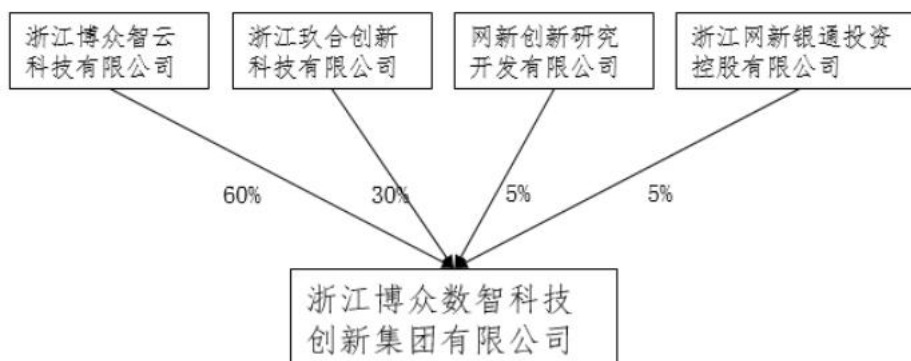 浙江博众智云
科技有限公司
浙江玖合创新
科技有限公司
网新创新研究
开发有限公司
浙江网新银通投资
控股有限公司
60%
30%
5%
5%
浙江博众数智科技
创新集团有限公司